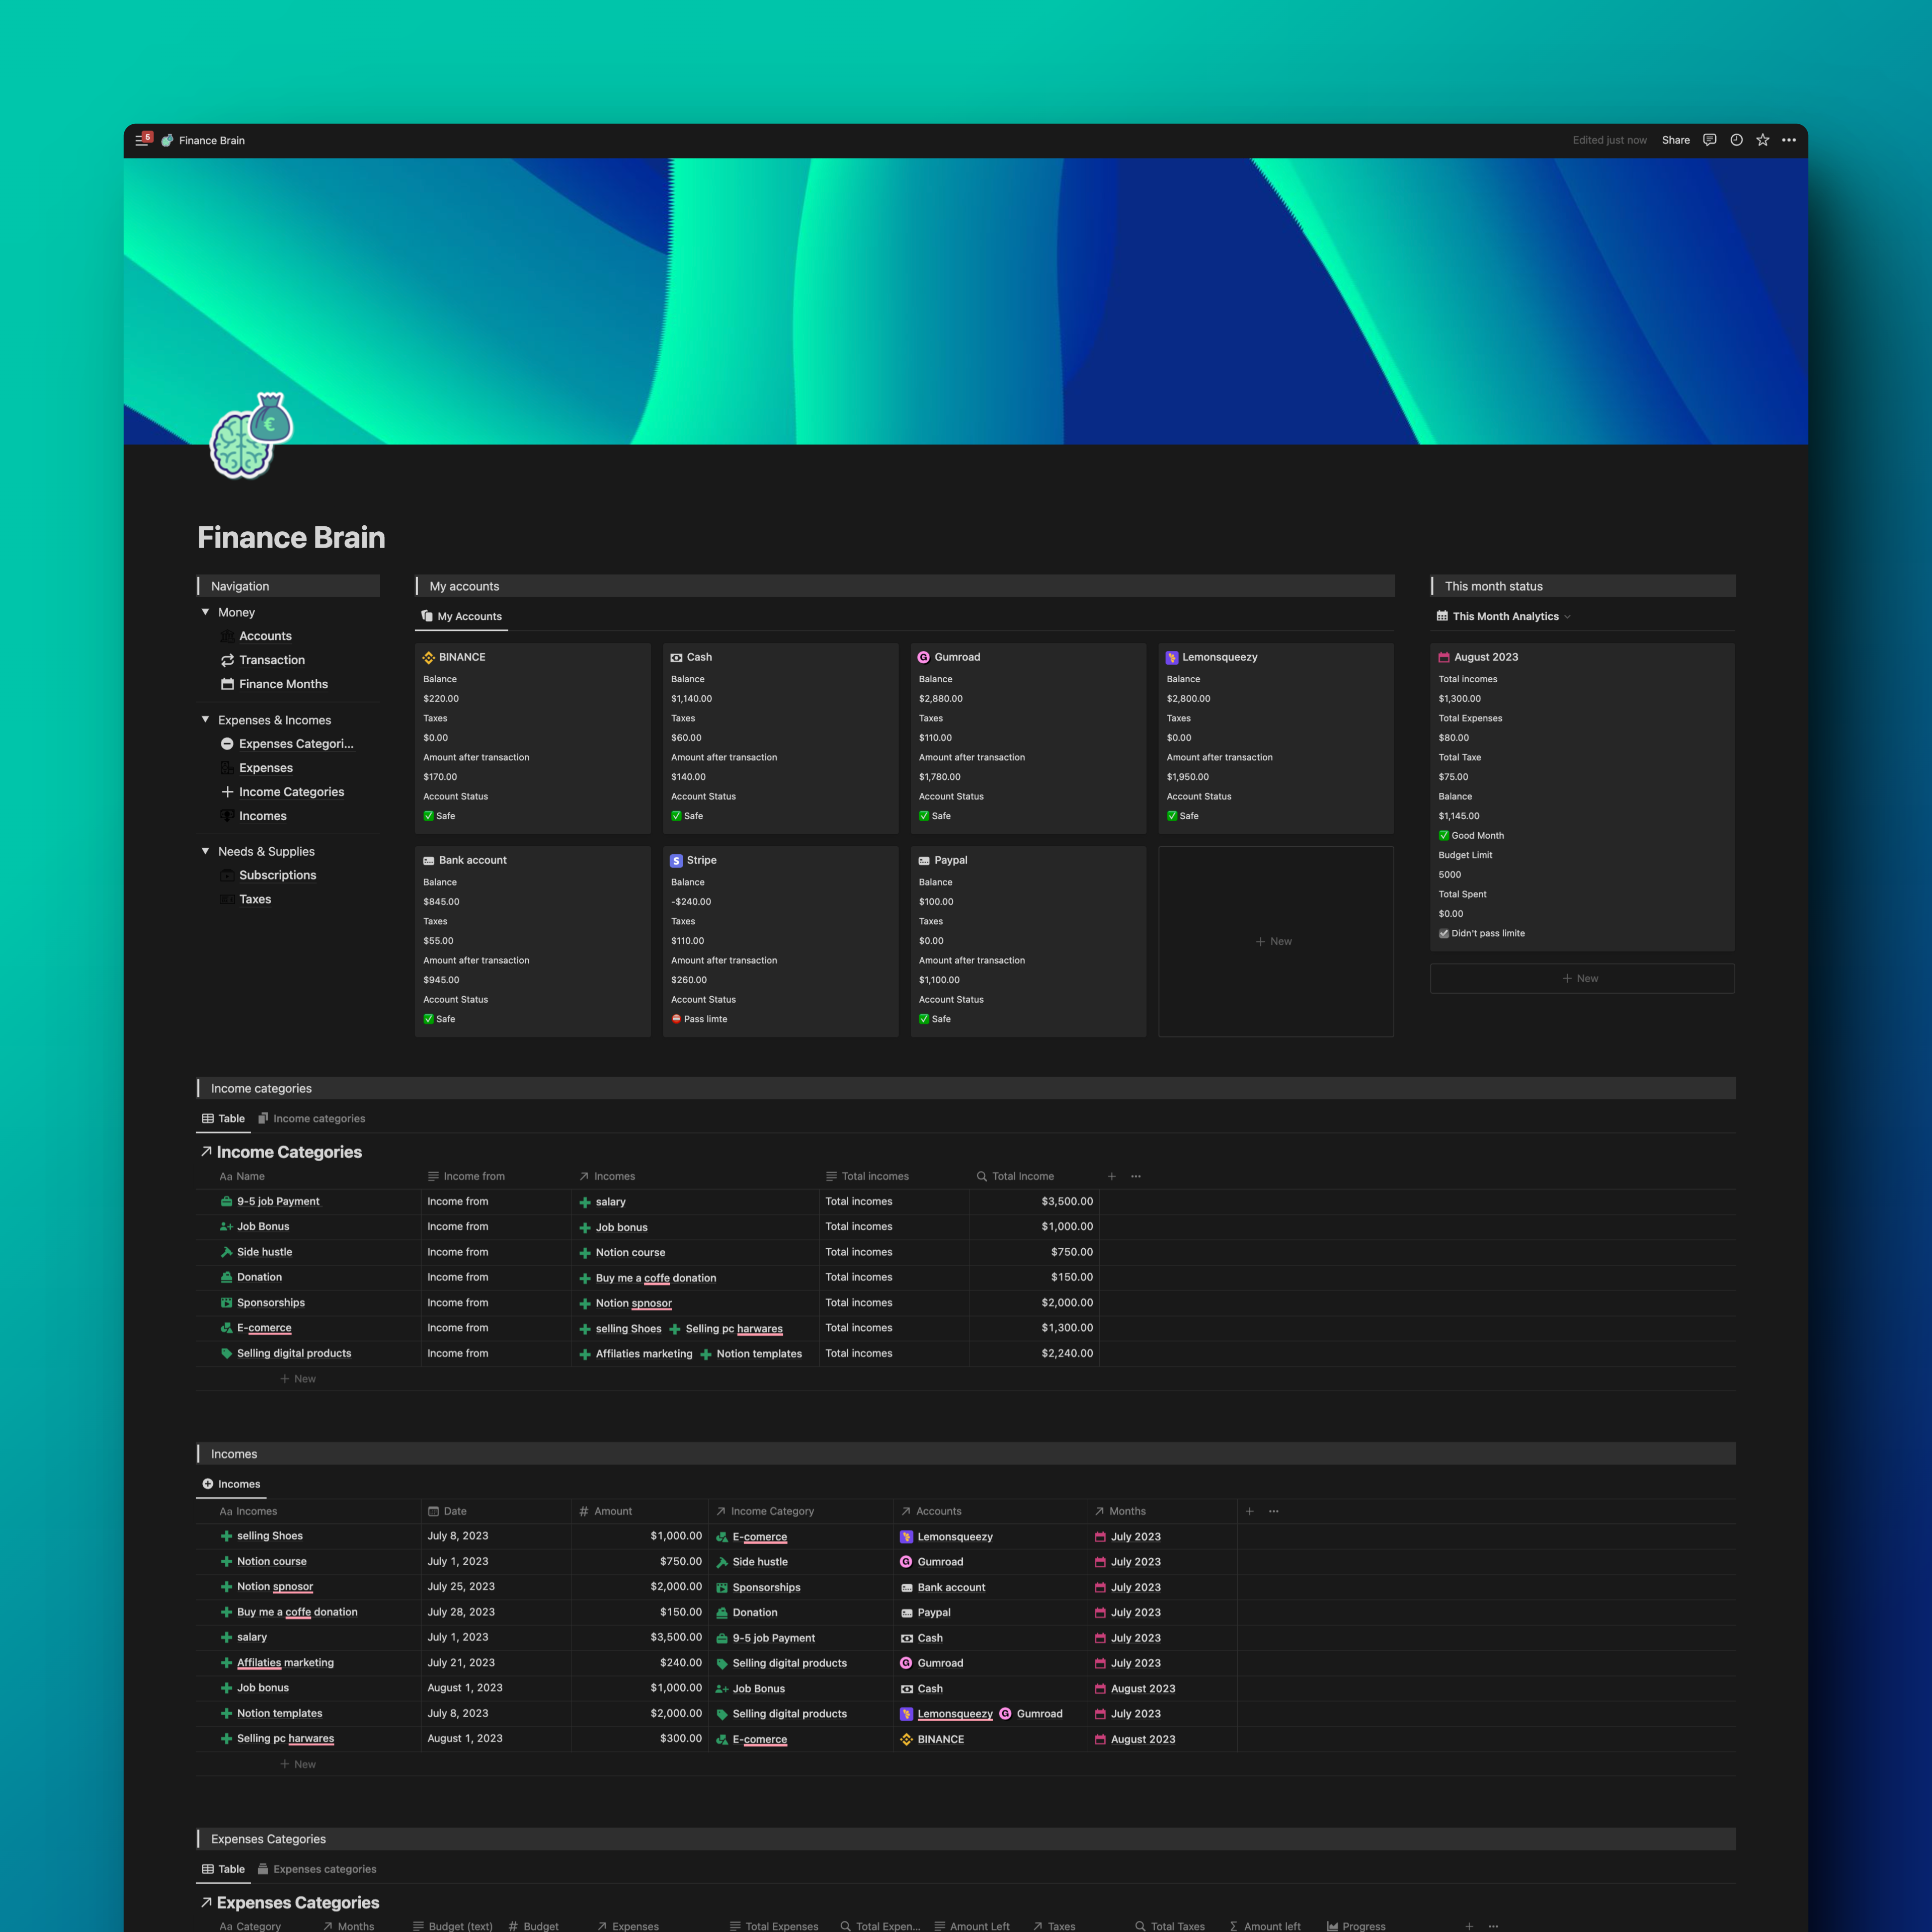 5
Finance Brain
Edited just now
Share
€
Finance Brain
Navigation
Money
Accounts
Transaction
Finance Months
Expenses & Incomes
Expenses Categori...
Expenses
Income Categories
Incomes
Needs & Supplies
Subscriptions
Taxes
My accounts
My Accounts
BINANCE
Balance
$220.00
Taxes
$0.00
Amount after transaction
$170.00
Account Status
✅ Safe
Cash
Balance
$1,140.00
Taxes
$60.00
Amount after transaction
$140.00
Account Status
✅ Safe
G Gumroad
Balance
$2,880.00
Taxes
$110.00
Amount after transaction
$1,780.00
Account Status
✅ Safe
Lemonsqueezy
Balance
$2,800.00
Taxes
$0.00
Amount after transaction
$1,950.00
Account Status
✅ Safe
Bank account
Balance
$845.00
Taxes
$55.00
Amount after transaction
$945.00
Account Status
✅ Safe
S Stripe
Balance
-$240.00
Taxes
$110.00
Amount after transaction
$260.00
Account Status
Pass limte
Paypal
Balance
$100.00
Taxes
$0.00
Amount after transaction
$1,100.00
Account Status
✅ Safe
+ New
This month status
This Month Analytics
August 2023
Total incomes
$1,300.00
Total Expenses
$80.00
Total Taxe
$75.00
Balance
$1,145.00
✅ Good Month
Budget Limit
5000
Total Spent
$0.00
Didn't pass limite
+ New
Income categories
Table Income categories
Income Categories
Aa Name Income from Incomes Total incomes Total Income + •••
9-5 job Payment Income from salary Total incomes $3,500.00
Job Bonus Income from Job bonus Total incomes $1,000.00
Side hustle Income from Notion course Total incomes $750.00
Donation Income from Buy me a coffe donation Total incomes $150.00
Sponsorships Income from Notion spnosor Total incomes $2,000.00
E-comerce Income from selling Shoes Selling pc harwares Total incomes $1,300.00
Selling digital products Income from Affilaties marketing Notion templates Total incomes $2,240.00
+ New
Incomes
Incomes
Aa Incomes Date # Amount Income Category Accounts Months + •••
selling Shoes July 8, 2023 $1,000.00 E-comerce Lemonsqueezy July 2023
Notion course July 1, 2023 $750.00 Side hustle G Gumroad July 2023
Notion spnosor July 25, 2023 $2,000.00 Sponsorships Bank account July 2023
Buy me a coffe donation July 28, 2023 $150.00 Donation Paypal July 2023
salary July 1, 2023 $3,500.00 9-5 job Payment Cash July 2023
Affilaties marketing July 21, 2023 $240.00 Selling digital products G Gumroad July 2023
Job bonus August 1, 2023 $1,000.00 Job Bonus Cash August 2023
Notion templates July 8, 2023 $2,000.00 Selling digital products Lemonsqueezy G Gumroad July 2023
Selling pc harwares August 1, 2023 $300.00 E-comerce BINANCE August 2023
+ New
Expenses Categories
Table Expenses categories
Expenses Categories
Aa Category Months Budget (text) # Budget Expenses Total Expenses Total Expen... Amount Left Taxes Total Taxes Σ Amount left Progress + •••